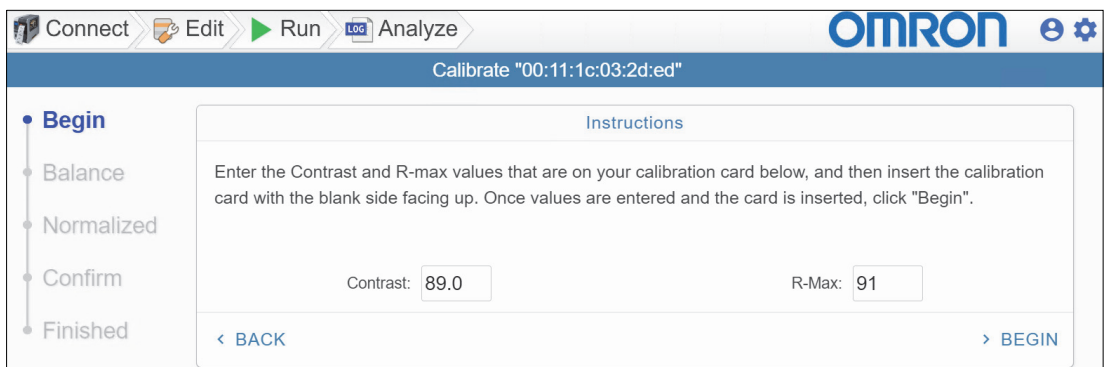 Connect Edit Run LOG Analyze OMRON
Calibrate "00:11:1c:03:2d:ed"
Begin
Balance
Normalized
Confirm
Finished
Instructions
Enter the Contrast and R-max values that are on your calibration card below, and then insert the calibration
card with the blank side facing up. Once values are entered and the card is inserted, click "Begin".
Contrast: 89.0 R-Max: 91
< BACK > BEGIN